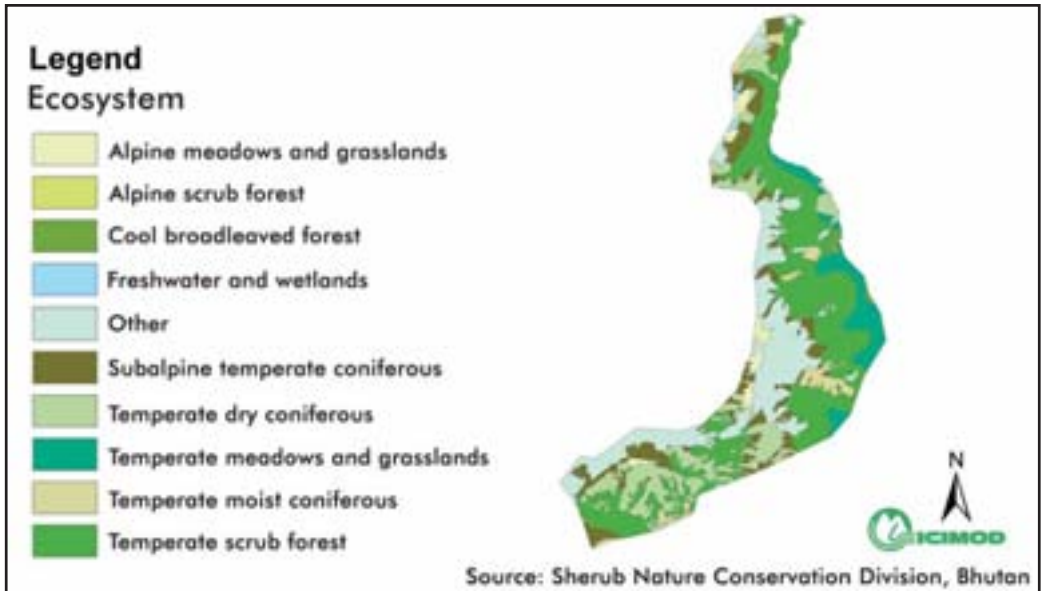 Legend
Ecosystem
Alpine meadows and grasslands
Alpine scrub forest
Cool broadleaved forest
Freshwater and wetlands
Other
Subalpine temperate coniferous
Temperate dry coniferous
Temperate meadows and grasslands
Temperate moist coniferous
Temperate scrub forest
N
ICIMOD
Source: Sherub Nature Conservation Division, Bhutan